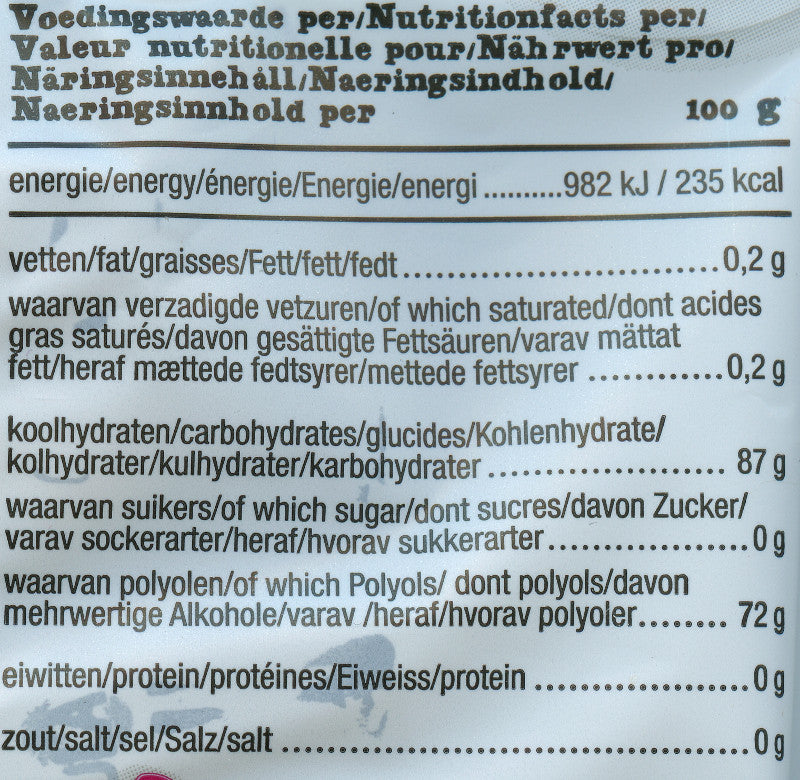 Voedingswaarde per/Nutritionfacts per/
Valeur nutritionelle pour/Nährwert pro/
Näringsinnehåll/Naeringsindhold/
Naeringsinnhold per 100 g
energie/energy/énergie/Energie/energi ..........982 kJ / 235 kcal
vetten/fat/graisses/Fett/fett/fedt..............................0,2 g
waarvan verzadigde vetzuren/of which saturated/dont acides
gras saturés/davon gesättigte Fettsäuren/varav mättat
fett/heraf mættede fedtsyrer/mettede fettsyrer .............0,2 g
koolhydraten/carbohydrates/glucides/Kohlenhydrate/
kolhydrater/kulhydrater/karbohydrater ....................... 87 g
waarvan suikers/of which sugar/dont sucres/davon Zucker/
varav sockerarter/heraf/hvorav sukkerarter...................0 g
waarvan polyolen/of which Polyols/ dont polyols/davon
mehrwertige Alkohole/varav /heraf/hvorav polyoler........ 72 g
eiwitten/protein/protéines/Eiweiss/protein .....................0 g
zout/salt/sel/Salz/salt .............................................0 g